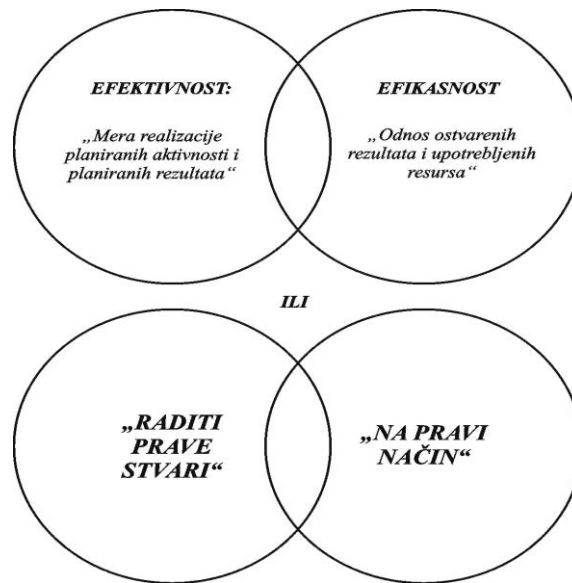 EFEKTIVNOST:
„Mera realizacije
planiranih aktivnosti i
planiranih rezultata“
EFIKASNOST
„Odnos ostvarenih
rezultata i upotrebljenih
resursa“
ILI
„RADITI
PRAVE
STVARI“
„NA PRAVI
NAČIN“